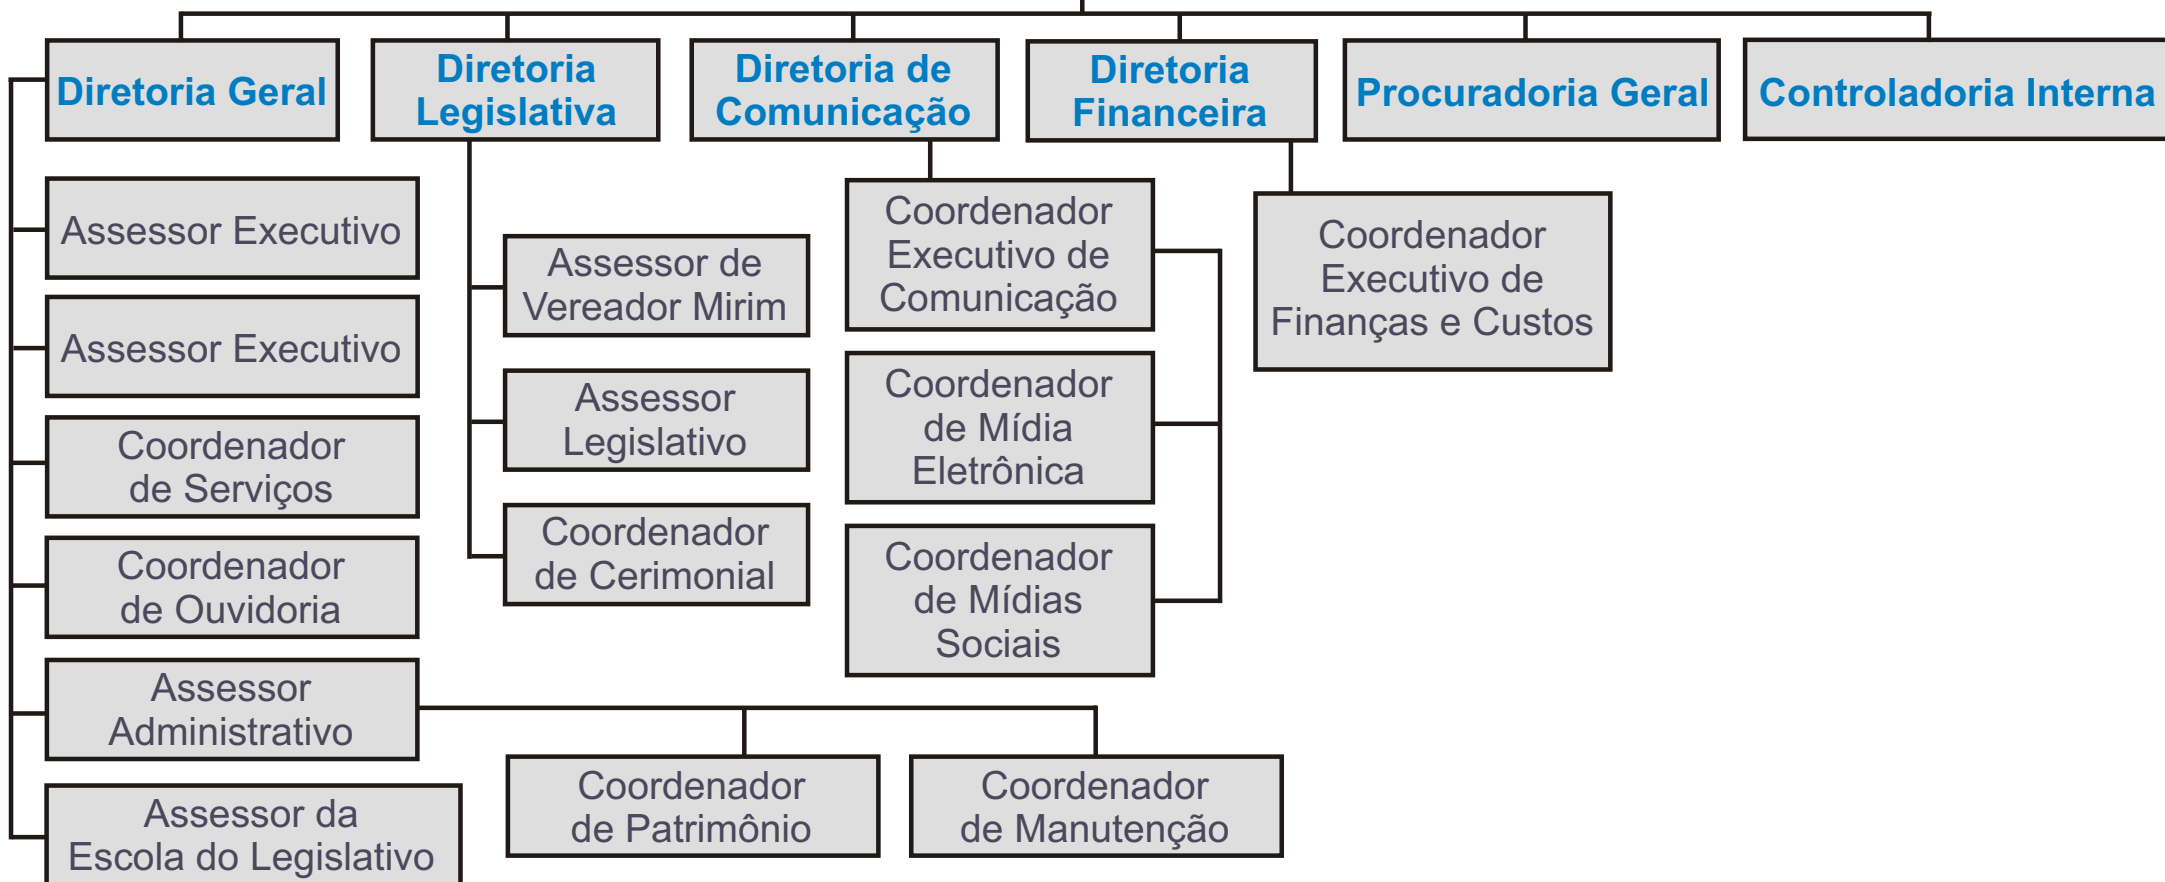 Diretoria Geral
Diretoria
Legislativa
Diretoria de
Comunicação
Diretoria
Financeira
Procuradoria Geral
Controladoria Interna
Assessor Executivo
Assessor Executivo
Coordenador
de Serviços
Coordenador
de Ouvidoria
Assessor
Administrativo
Assessor da
Escola do Legislativo
Assessor de
Vereador Mirim
Assessor
Legislativo
Coordenador
de Cerimonial
Coordenador
Executivo de
Comunicação
Coordenador
de Mídia
Eletrônica
Coordenador
de Mídias
Sociais
Coordenador
Executivo de
Finanças e Custos
Coordenador
de Patrimônio
Coordenador
de Manutenção